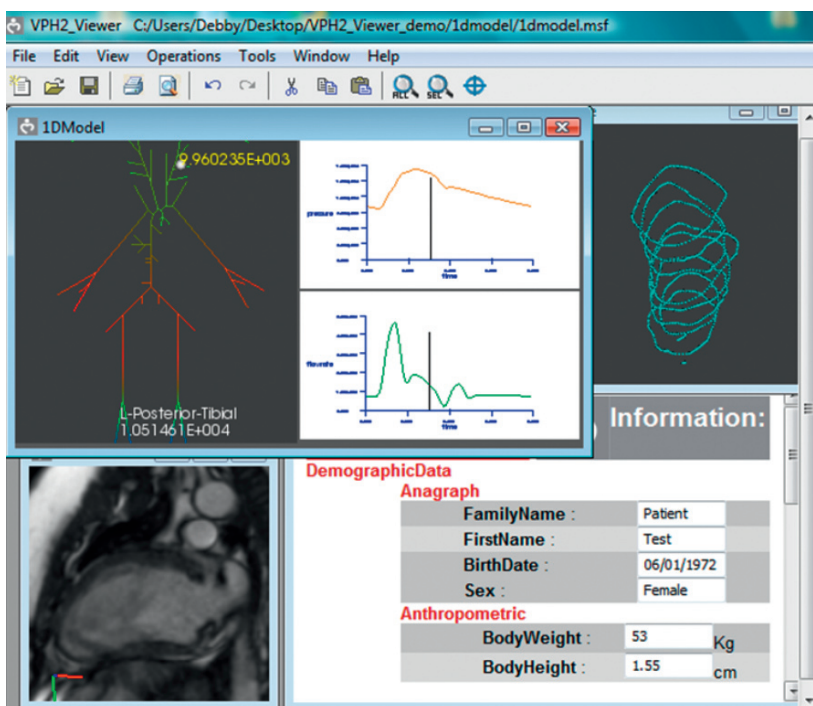 VPH2_Viewer C:/Users/Debby/Desktop/VPH2_Viewer_demo/1dmodel/1dmodel.msf
File Edit View Operations Tools Window Help
ALL SEL
1DModel
9.960235E+003
pressure
Time
flowrate
Time
L-Posterior-Tibial
1.051461E+004
Information:
DemographicData
Anagraph
FamilyName : Patient
FirstName : Test
BirthDate : 06/01/1972
Sex : Female
Anthropometric
BodyWeight : 53 Kg
BodyHeight : 1.55 cm